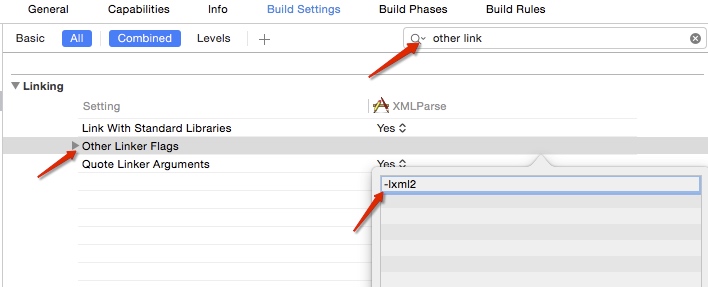 General Capabilities Info Build Settings Build Phases Build Rules
Basic All Combined Levels + other link
Linking
Setting XMLParse
Link With Standard Libraries Yes
Other Linker Flags
Quote Linker Arguments Yes
-lxml2